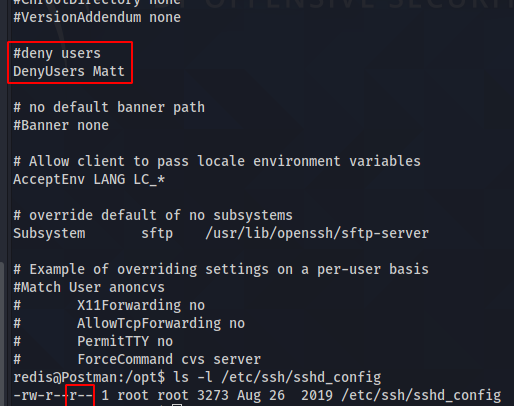 #ChrootDirectory none
#VersionAddendum none
#deny users
DenyUsers Matt
# no default banner path
#Banner none
# Allow client to pass locale environment variables
AcceptEnv LANG LC_*
# override default of no subsystems
Subsystem       sftp    /usr/lib/openssh/sftp-server
# Example of overriding settings on a per-user basis
#Match User anoncvs
#       X11Forwarding no
#       AllowTcpForwarding no
#       PermitTTY no
#       ForceCommand cvs server
redis@Postman:/opt$ ls -l /etc/ssh/sshd_config
-rw-r--r-- 1 root root 3273 Aug 26  2019 /etc/ssh/sshd_config